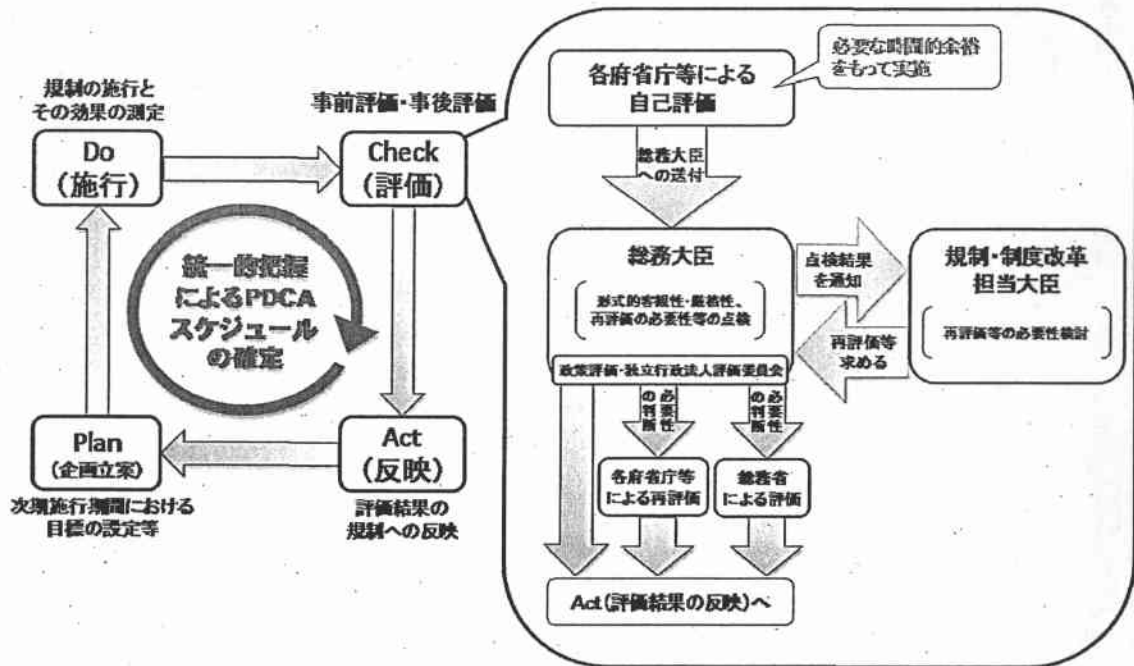 規制の施行と
その効果の測定
Do
(施行)
事前評価・事後評価
Check
(評価)
統一的把握
によるPDCA
スケジュール
の確定
Plan
(企画立案)
次期施行期間における
目標の設定等
Act
(反映)
評価結果の
規制への反映
各府省庁等による
自己評価
必要な時間的余裕
をもって実施
総務大臣
への送付
総務大臣
形式的客観性・厳格性、
再評価の必要性等の点検
政策評価・独立行政法人評価委員会
点検結果
を通知
再評価等
求める
規制・制度改革
担当大臣
再評価等の必要性検討
必要性
の判断
必要性
の判断
各府省庁等
による再評価
総務省
による評価
Act(評価結果の反映)へ